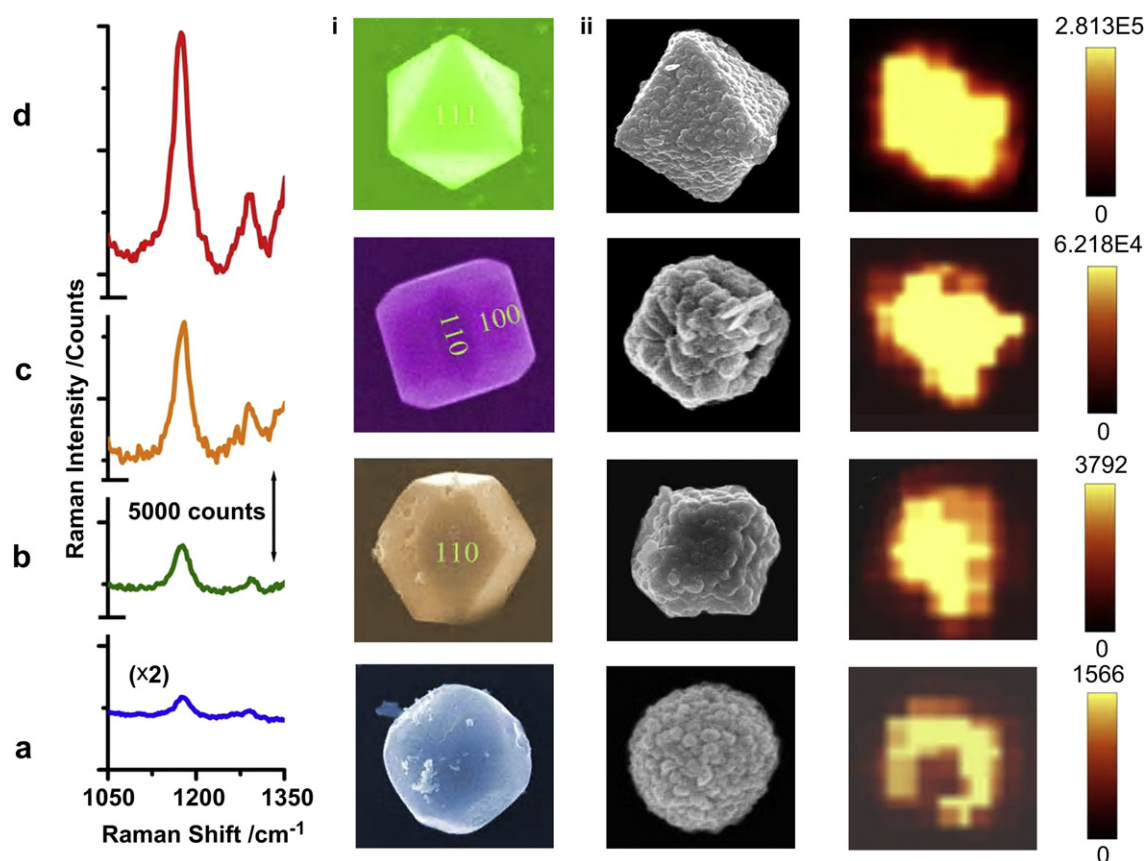 i
ii
2.813E5
d
111
0
6.218E4
110
100
c
0
Raman Intensity /Counts
5000 counts
3792
b
110
0
(x2)
1566
a
0
1050
1200
1350
Raman Shift /cm-1